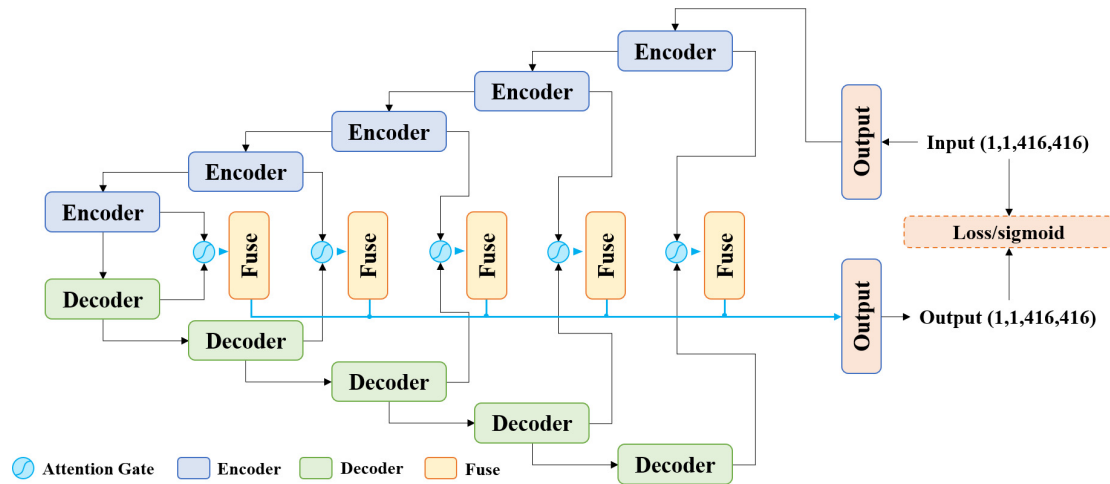 Encoder
Encoder
Encoder
Encoder
Encoder
Output
Input (1,1,416,416)
Loss/sigmoid
Fuse
Fuse
Fuse
Fuse
Fuse
Decoder
Decoder
Decoder
Decoder
Decoder
Output
Output (1,1,416,416)
Attention Gate
Encoder
Decoder
Fuse